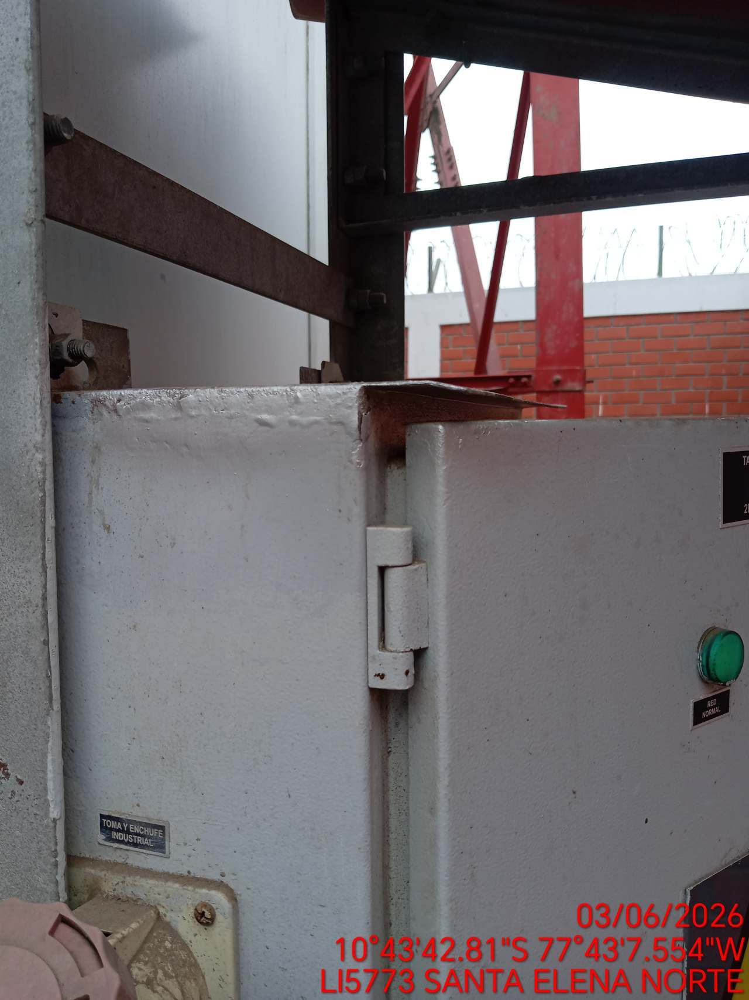 RED
NORMAL
TOMA Y ENCHUFE
INDUSTRIAL
03/06/2026
10°43'42.81"S 77°43'7.554"W
LI5773 SANTA ELENA NORTE